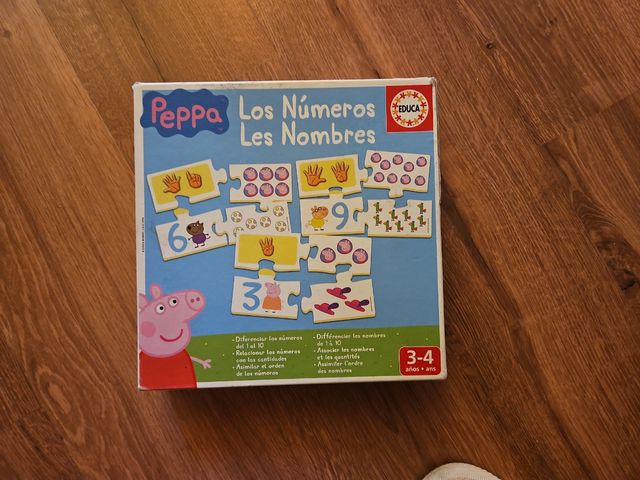 Peppa
Los Números
Les Nombres
EDUCA
6
9
3
- Diferenciar los números
del 1 al 10
- Relacionar los números
con las cantidades
- Asimilar el orden
de los números
- Différencier les nombres
de 1 à 10
- Associer les nombres
et les quantités
- Assimiler l'ordre
des nombres
3-4
años • ans